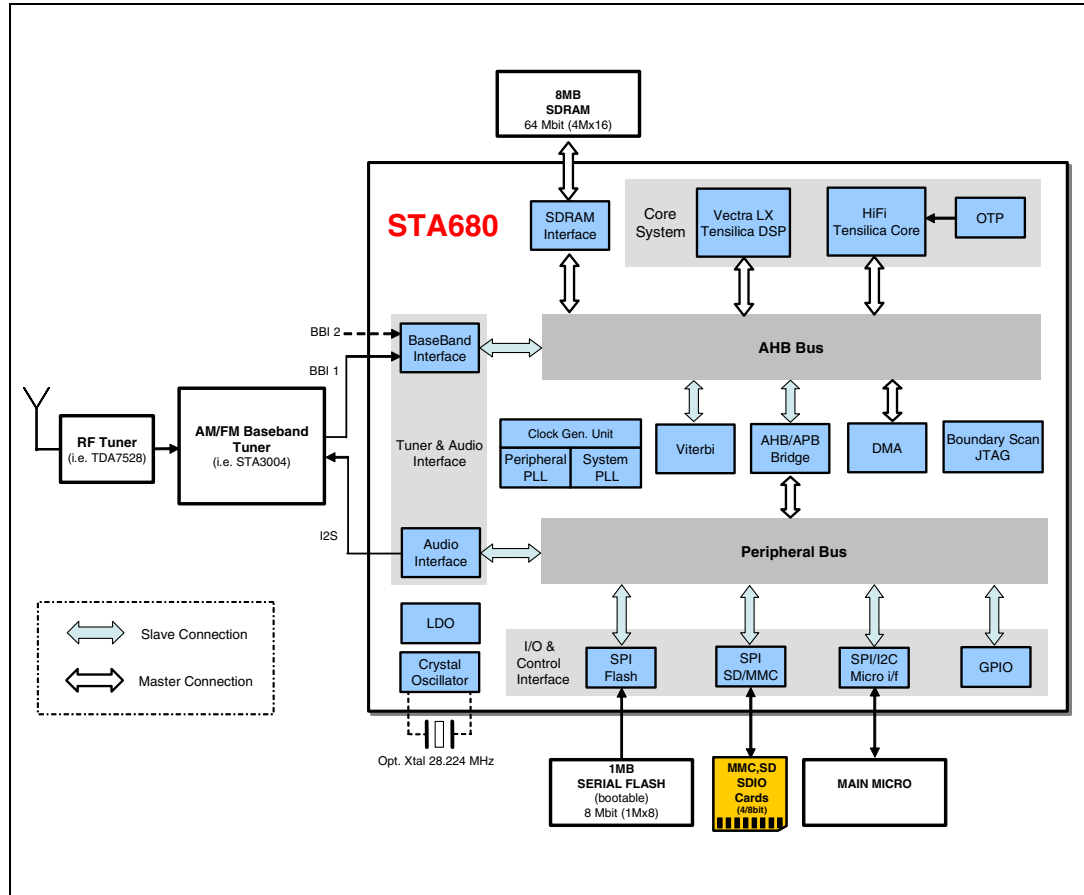 8MB
SDRAM
64 Mbit (4Mx16)
STA680
SDRAM
Interface
Core
System
Vectra LX
Tensilica DSP
HiFi
Tensilica Core
OTP
BBI 2
BaseBand
Interface
AHB Bus
BBI 1
RF Tuner
(i.e. TDA7528)
AM/FM Baseband
Tuner
(i.e. STA3004)
Tuner & Audio
Interface
Clock Gen. Unit
Peripheral
PLL
System
PLL
Viterbi
AHB/APB
Bridge
DMA
Boundary Scan
JTAG
I2S
Audio
Interface
Peripheral Bus
Slave Connection
Master Connection
LDO
Crystal
Oscillator
I/O &
Control
Interface
SPI
Flash
SPI
SD/MMC
SPI/I2C
Micro i/f
GPIO
Opt. Xtal 28.224 MHz
1MB
SERIAL FLASH
(bootable)
8 Mbit (1Mx8)
MMC,SD
SDIO
Cards
(4/8bit)
MAIN MICRO